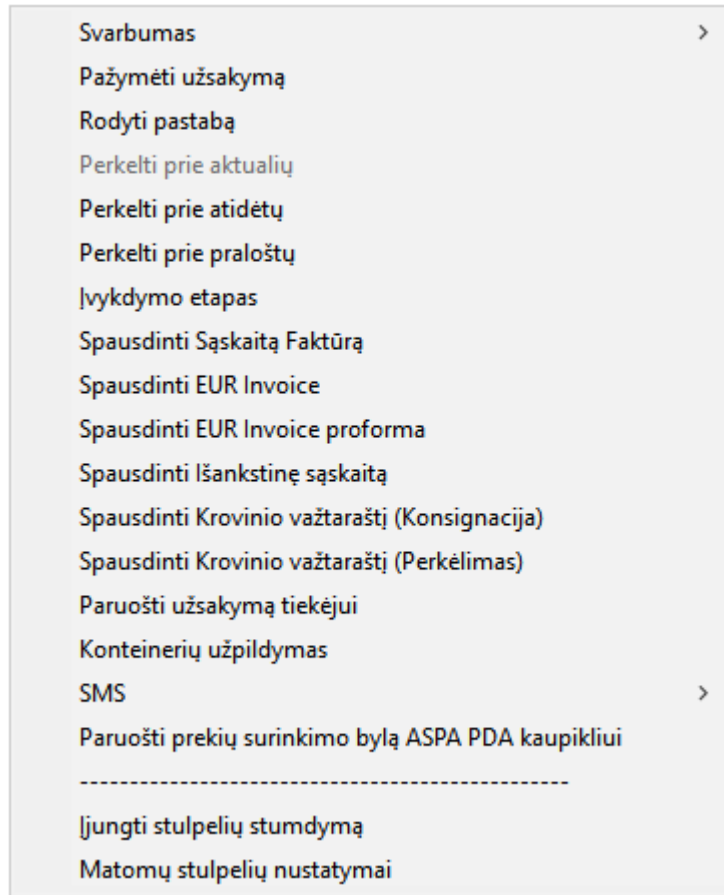 Svarbumas
Pažymėti užsakymą
Rodyti pastabą
Perkelti prie aktualių
Perkelti prie atidėtų
Perkelti prie praloštų
Įvykdymo etapas
Spausdinti Sąskaitą Faktūrą
Spausdinti EUR Invoice
Spausdinti EUR Invoice proforma
Spausdinti Išankstinę sąskaitą
Spausdinti Krovinio važtaraštį (Konsignacija)
Spausdinti Krovinio važtaraštį (Perkėlimas)
Paruošti užsakymą tiekėjui
Konteinerių užpildymas
SMS
Paruošti prekių surinkimo bylą ASPA PDA kaupikliui
-------------------------------------------------
Įjungti stulpelių stumdymą
Matomų stulpelių nustatymai